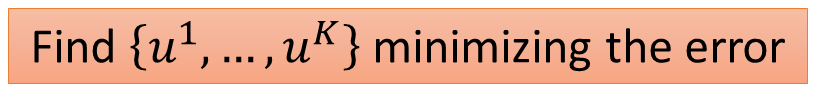 Find {u¹, … , uᴷ} minimizing the error